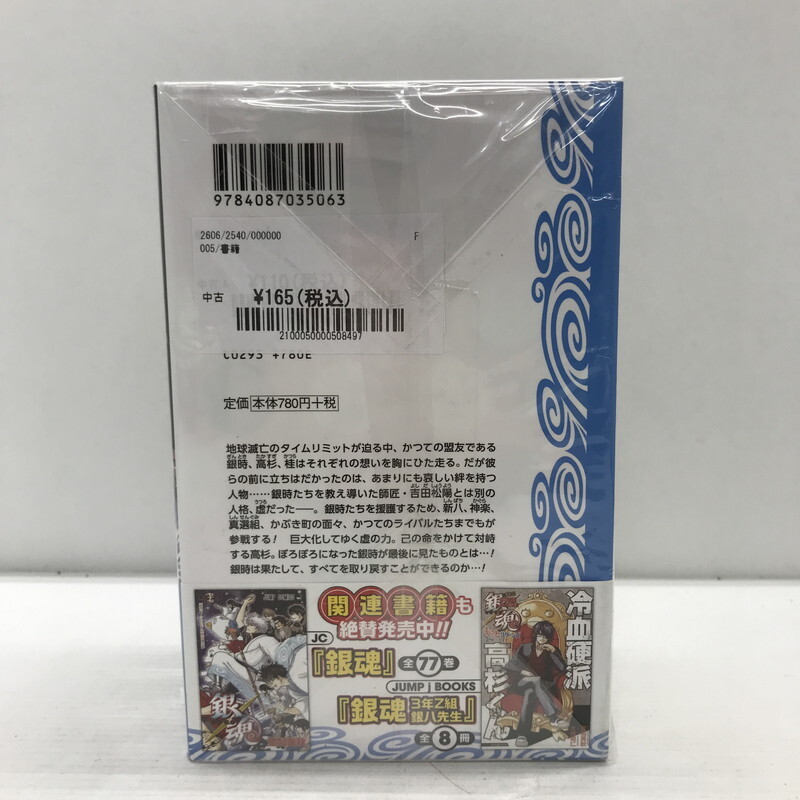 9784087035063
2606/2540/000000
F
005/書籍
中古 ¥165(税込)
2100050000508497
C0293 ¥780E
定価 本体780円+税
地球滅亡のタイムリミットが迫る中、かつての盟友である
銀時、高杉、桂はそれぞれの想いを胸にひた走る。だが彼
らの前に立ちはだかったのは、あまりにも哀しい絆を持つ
人物……銀時たちを教え導いた師匠・吉田松陽とは別の
人格、虚だった――。銀時たちを援護するため、新八、神楽、
真選組、かぶき町の面々、かつてのライバルたちまでもが
参戦する! 巨大化してゆく虚の力。己の命をかけて対峙
する高杉。ぼろぼろになった銀時が最後に見たものとは…!
銀時は果たして、すべてを取り戻すことができるのか…!
関連書籍も
絶賛発売中!!
JC
『銀魂』全77巻
JUMP j BOOKS
『銀魂 3年Z組 銀八先生』
全8冊
銀魂
冷血硬派
高杉くん
銀魂